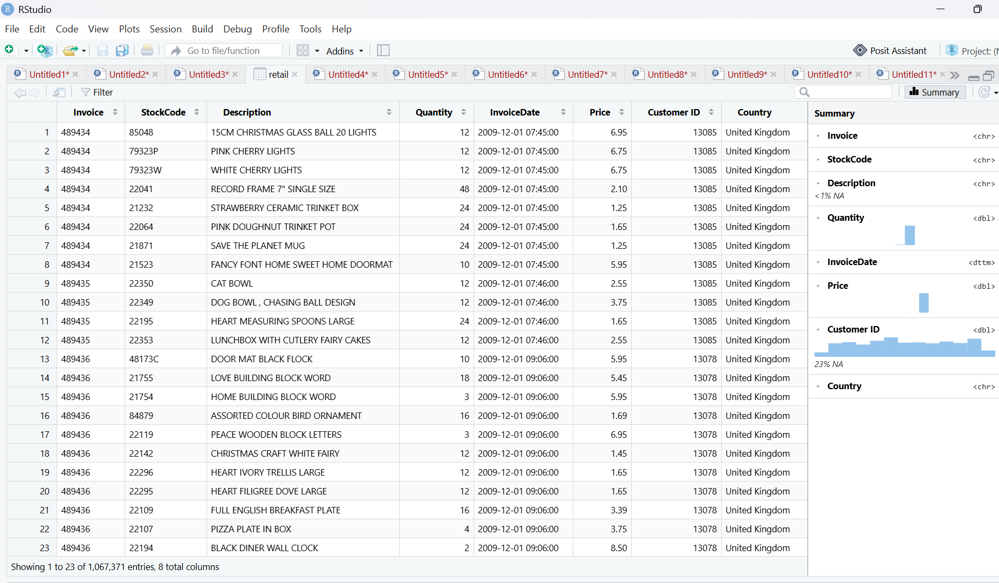 RStudio
File Edit Code View Plots Session Build Debug Profile Tools Help
Go to file/function Addins Posit Assistant Project: (N
Untitled1* Untitled2* Untitled3* retail Untitled4* Untitled5* Untitled6* Untitled7* Untitled8* Untitled9* Untitled10* Untitled11*
Filter Summary
Invoice StockCode Description Quantity InvoiceDate Price Customer ID Country
1 489434 85048 15CM CHRISTMAS GLASS BALL 20 LIGHTS 12 2009-12-01 07:45:00 6.95 13085 United Kingdom
2 489434 79323P PINK CHERRY LIGHTS 12 2009-12-01 07:45:00 6.75 13085 United Kingdom
3 489434 79323W WHITE CHERRY LIGHTS 12 2009-12-01 07:45:00 6.75 13085 United Kingdom
4 489434 22041 RECORD FRAME 7" SINGLE SIZE 48 2009-12-01 07:45:00 2.10 13085 United Kingdom
5 489434 21232 STRAWBERRY CERAMIC TRINKET BOX 24 2009-12-01 07:45:00 1.25 13085 United Kingdom
6 489434 22064 PINK DOUGHNUT TRINKET POT 24 2009-12-01 07:45:00 1.65 13085 United Kingdom
7 489434 21871 SAVE THE PLANET MUG 24 2009-12-01 07:45:00 1.25 13085 United Kingdom
8 489434 21523 FANCY FONT HOME SWEET HOME DOORMAT 10 2009-12-01 07:45:00 5.95 13085 United Kingdom
9 489435 22350 CAT BOWL 12 2009-12-01 07:46:00 2.55 13085 United Kingdom
10 489435 22349 DOG BOWL , CHASING BALL DESIGN 12 2009-12-01 07:46:00 3.75 13085 United Kingdom
11 489435 22195 HEART MEASURING SPOONS LARGE 24 2009-12-01 07:46:00 1.65 13085 United Kingdom
12 489435 22353 LUNCHBOX WITH CUTLERY FAIRY CAKES 12 2009-12-01 07:46:00 2.55 13085 United Kingdom
13 489436 48173C DOOR MAT BLACK FLOCK 10 2009-12-01 09:06:00 5.95 13078 United Kingdom
14 489436 21755 LOVE BUILDING BLOCK WORD 18 2009-12-01 09:06:00 5.45 13078 United Kingdom
15 489436 21754 HOME BUILDING BLOCK WORD 3 2009-12-01 09:06:00 5.95 13078 United Kingdom
16 489436 84879 ASSORTED COLOUR BIRD ORNAMENT 16 2009-12-01 09:06:00 1.69 13078 United Kingdom
17 489436 22119 PEACE WOODEN BLOCK LETTERS 3 2009-12-01 09:06:00 6.95 13078 United Kingdom
18 489436 22142 CHRISTMAS CRAFT WHITE FAIRY 12 2009-12-01 09:06:00 1.45 13078 United Kingdom
19 489436 22296 HEART IVORY TRELLIS LARGE 12 2009-12-01 09:06:00 1.65 13078 United Kingdom
20 489436 22295 HEART FILIGREE DOVE LARGE 12 2009-12-01 09:06:00 1.65 13078 United Kingdom
21 489436 22109 FULL ENGLISH BREAKFAST PLATE 16 2009-12-01 09:06:00 3.39 13078 United Kingdom
22 489436 22107 PIZZA PLATE IN BOX 4 2009-12-01 09:06:00 3.75 13078 United Kingdom
23 489436 22194 BLACK DINER WALL CLOCK 2 2009-12-01 09:06:00 8.50 13078 United Kingdom
Showing 1 to 23 of 1,067,371 entries, 8 total columns
Summary
Invoice <chr>
StockCode <chr>
Description <chr>
<1% NA
Quantity <dbl>
InvoiceDate <dttm>
Price <dbl>
Customer ID <dbl>
23% NA
Country <chr>